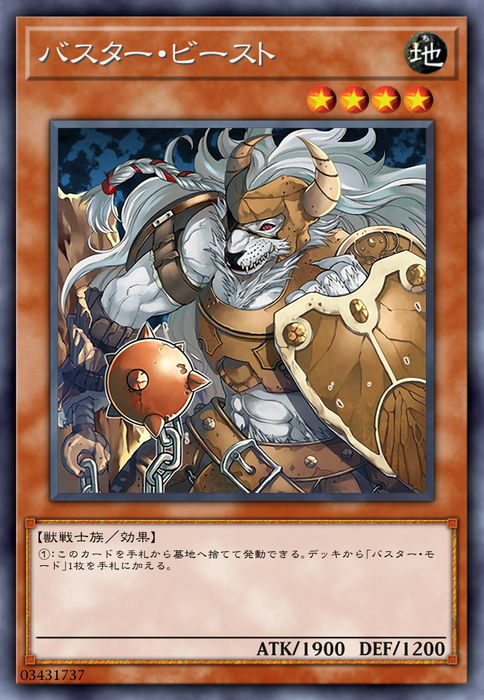 バスター・ビースト
ち
地
【獣戦士族／効果】
①:このカードを手札から墓地へ捨てて発動できる。デッキから「バスター・モ
ード」1枚を手札に加える。
ATK/1900 DEF/1200
03431737